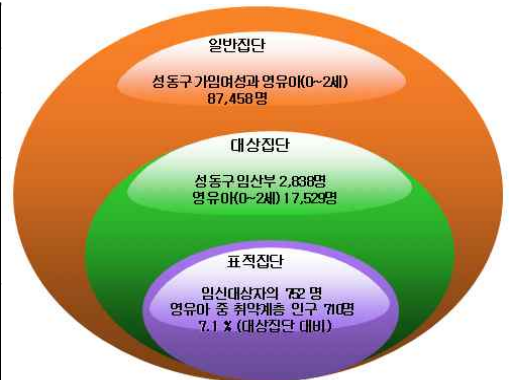 일반집단
성동구 가임여성과 영유아(0~2세)
87,458명
대상집단
성동구 임산부 2,838명
영유아(0~2세) 17,529명
표적집단
임신대상자의 752 명
영유아 중 취약계층 인구 710명
7.1 % (대상집단 대비)